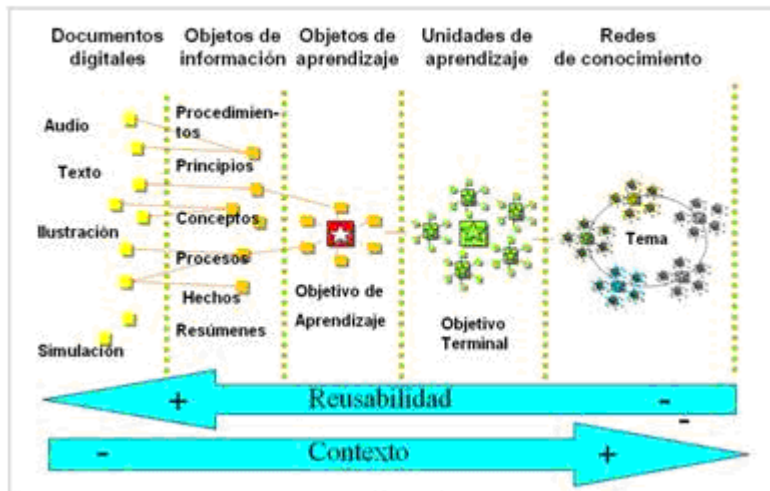 Documentos
digitales
Objetos de
información
Objetos de
aprendizaje
Unidades de
aprendizaje
Redes
de conocimiento
Audio
Texto
Ilustración
Simulación
Procedimien-
tos
Principios
Conceptos
Procesos
Hechos
Resúmenes
Objetivo de
Aprendizaje
Objetivo
Terminal
Tema
+ Reusabilidad -
-
- Contexto +